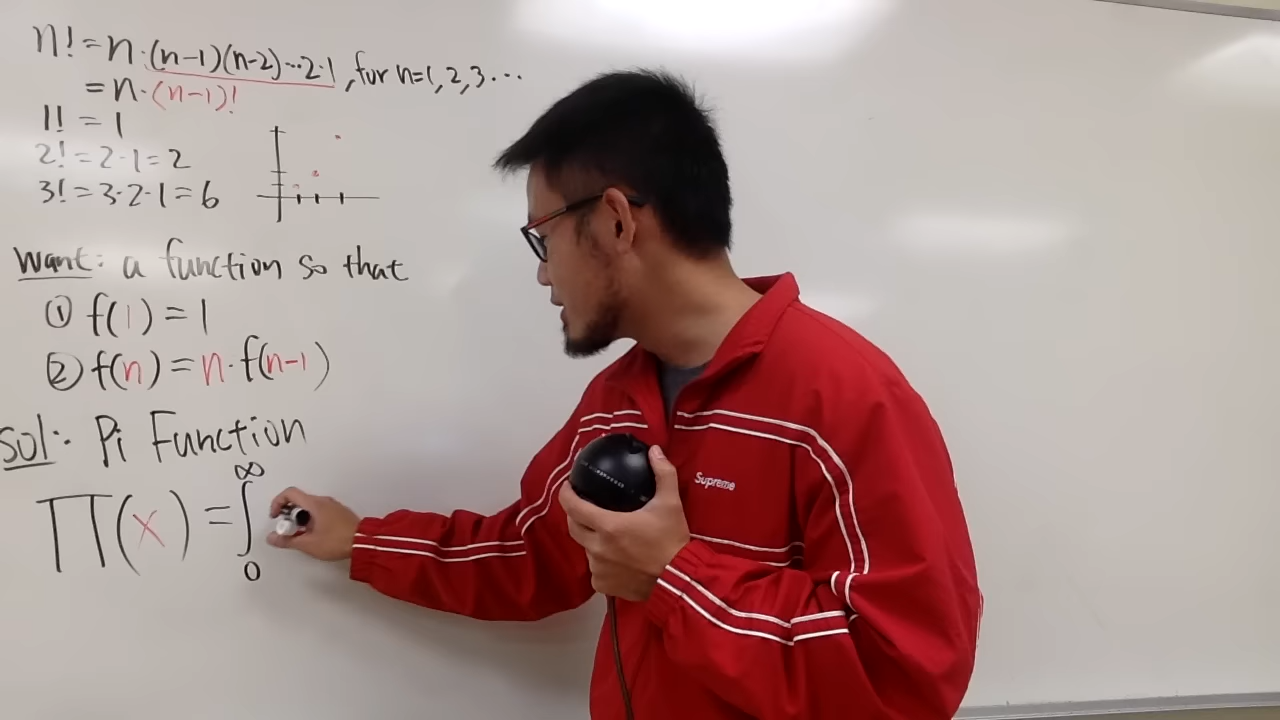 n! = n·(n-1)(n-2)···2·1, for n=1,2,3···
= n·(n-1)!
1! = 1
2! = 2·1 = 2
3! = 3·2·1 = 6
Want: a function so that
① f(1) = 1
② f(n) = n·f(n-1)
Sol: Pi Function
∏(x) = ∫₀^∞
Supreme